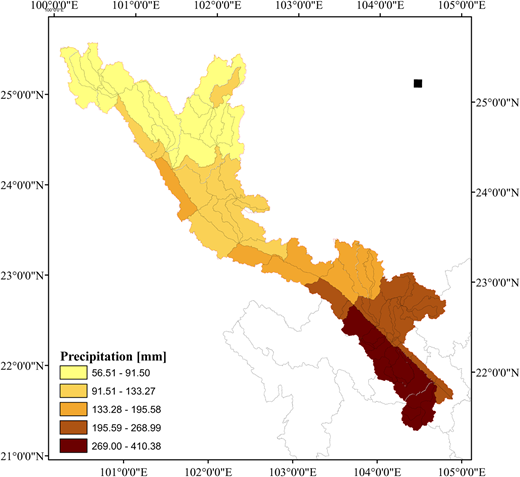 100°0'0"E 101°0'0"E 102°0'0"E 103°0'0"E 104°0'0"E 105°0'0"E
25°0'0"N 25°0'0"N
24°0'0"N 24°0'0"N
23°0'0"N 23°0'0"N
22°0'0"N 22°0'0"N
21°0'0"N
Precipitation [mm]
56.51 - 91.50
91.51 - 133.27
133.28 - 195.58
195.59 - 268.99
269.00 - 410.38
101°0'0"E 102°0'0"E 103°0'0"E 104°0'0"E 105°0'0"E